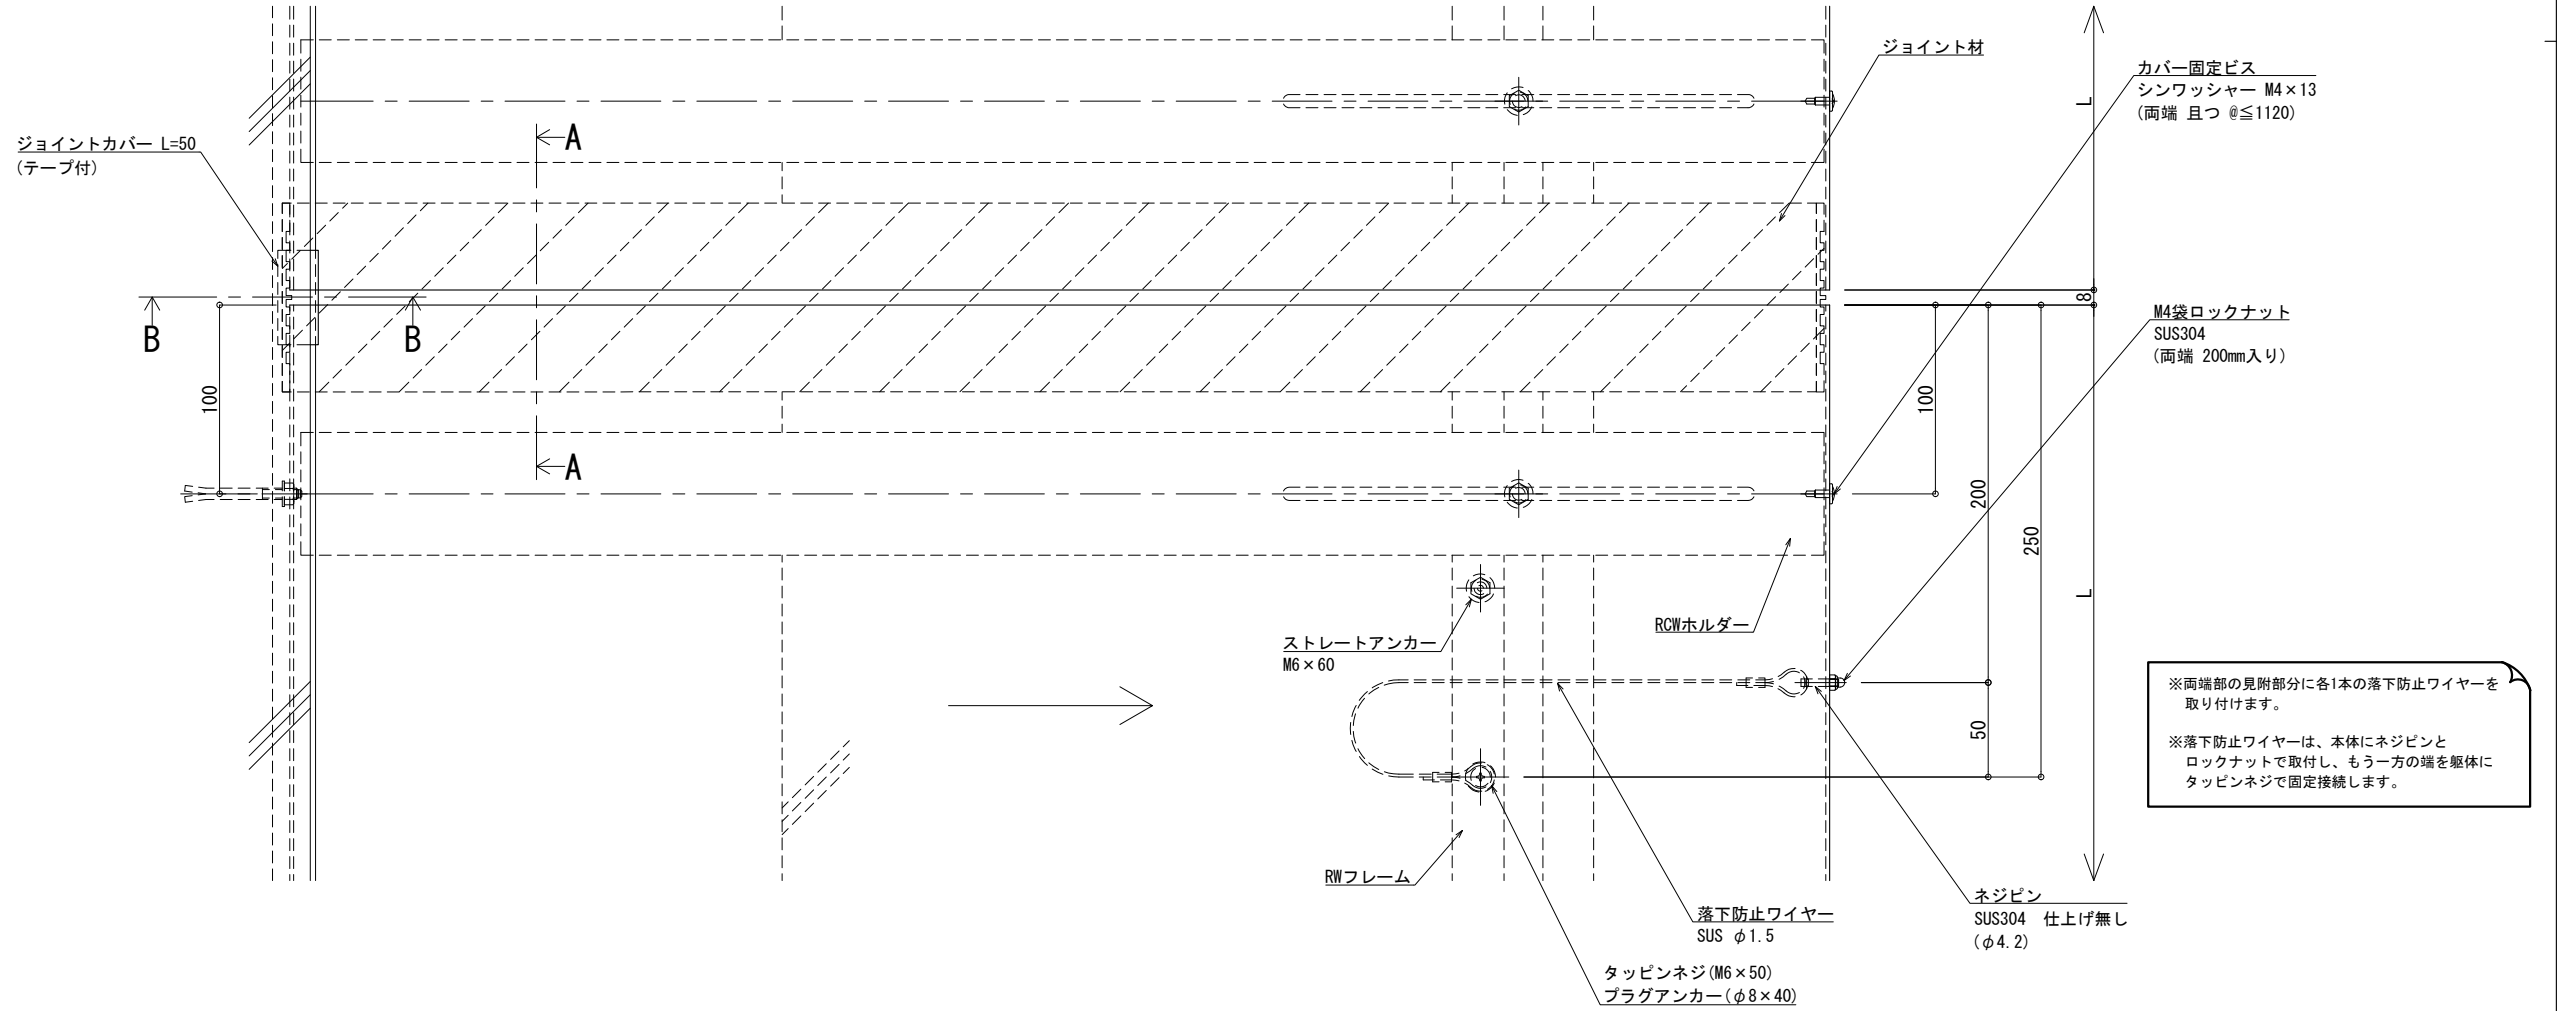 ジョイント材
カバー固定ビス
シンワッシャー M4×13
(両端 且つ @≦1120)
L
A
ジョイントカバー L=50
(テープ付)
8
B
B
M4袋ロックナット
SUS304
(両端 200mm入り)
100
100
A
200
250
L
ストレートアンカー
M6×60
RCWホルダー
50
※両端部の見附部分に各1本の落下防止ワイヤーを
取り付けます。
※落下防止ワイヤーは、本体にネジピンと
ロックナットで取付し、もう一方の端を躯体に
タッピンネジで固定接続します。
RWフレーム
落下防止ワイヤー
SUS φ1.5
ネジピン
SUS304 仕上げ無し
(φ4.2)
タッピンネジ(M6×50)
プラグアンカー(φ8×40)